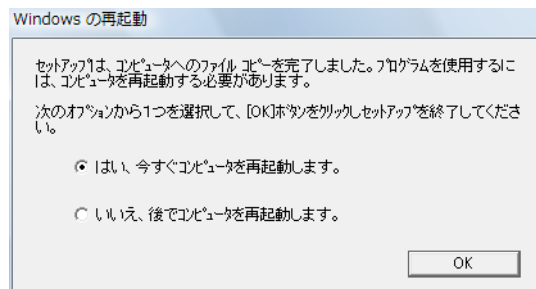 Windows の再起動
セットアップは、コンピュータへのファイル コピーを完了しました。プログラムを使用するに
は、コンピュータを再起動する必要があります。
次のオプションから1つを選択して、[OK]ボタンをクリックしセットアップを終了してくださ
い。
はい、今すぐコンピュータを再起動します。
いいえ、後でコンピュータを再起動します。
OK